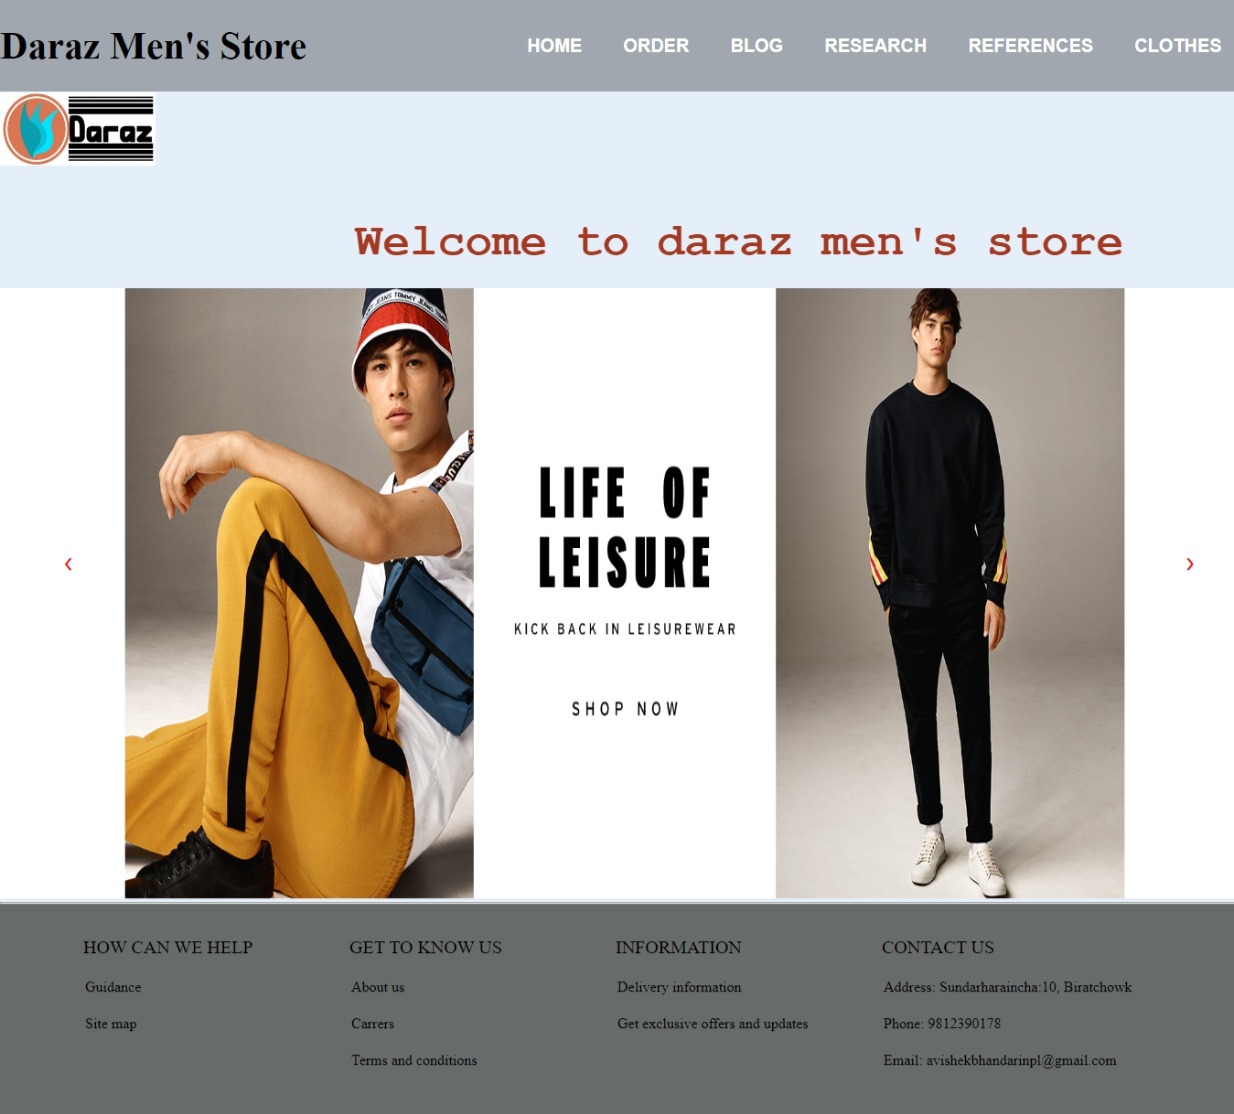 Daraz Men's Store
HOME ORDER BLOG RESEARCH REFERENCES CLOTHES
Daraz
Welcome to daraz men's store
TOMMY JEANS
LIFE OF
LEISURE
KICK BACK IN LEISUREWEAR
SHOP NOW
‹
›
HOW CAN WE HELP
Guidance
Site map
GET TO KNOW US
About us
Carrers
Terms and conditions
INFORMATION
Delivery information
Get exclusive offers and updates
CONTACT US
Address: Sundarharaincha:10, Biratchowk
Phone: 9812390178
Email: avishekbhandarinpl@gmail.com